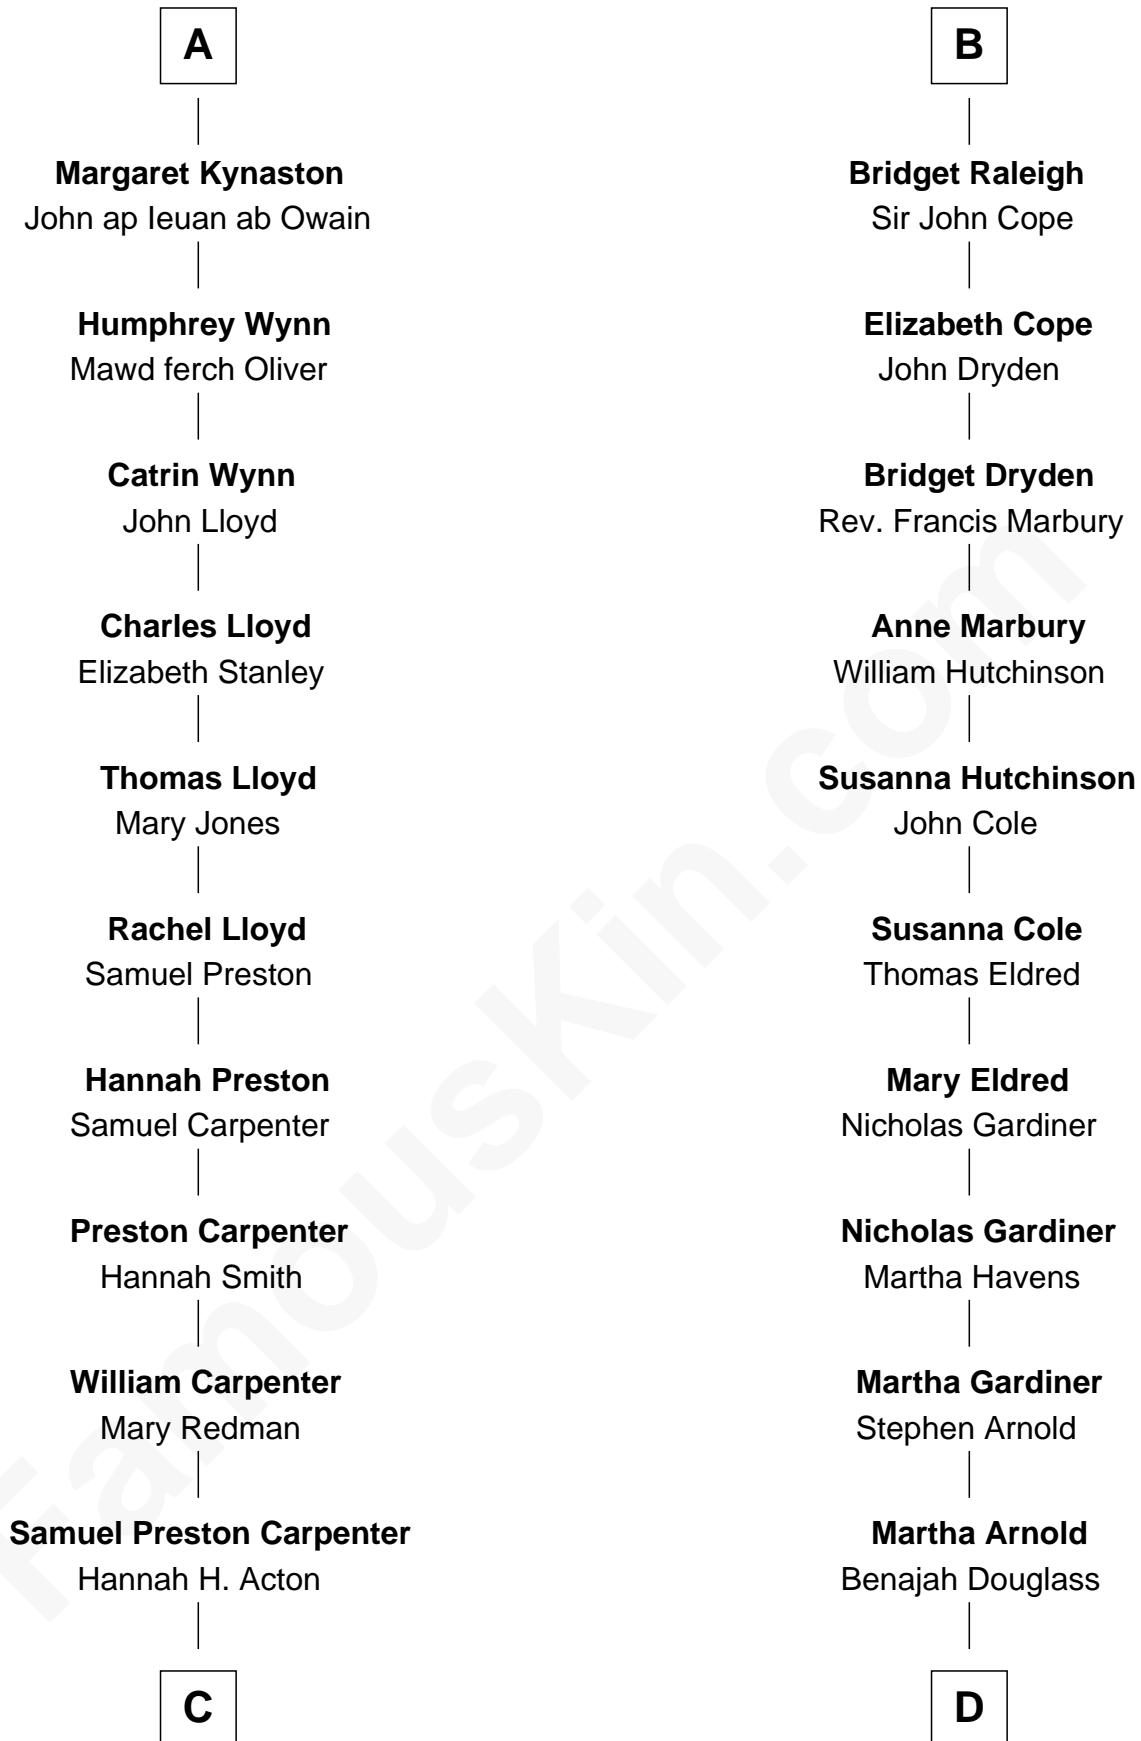 A
Margaret Kynaston
John ap Ieuan ab Owain
Humphrey Wynn
Mawd ferch Oliver
Catrin Wynn
John Lloyd
Charles Lloyd
Elizabeth Stanley
Thomas Lloyd
Mary Jones
Rachel Lloyd
Samuel Preston
Hannah Preston
Samuel Carpenter
Preston Carpenter
Hannah Smith
William Carpenter
Mary Redman
Samuel Preston Carpenter
Hannah H. Acton
C
B
Bridget Raleigh
Sir John Cope
Elizabeth Cope
John Dryden
Bridget Dryden
Rev. Francis Marbury
Anne Marbury
William Hutchinson
Susanna Hutchinson
John Cole
Susanna Cole
Thomas Eldred
Mary Eldred
Nicholas Gardiner
Nicholas Gardiner
Martha Havens
Martha Gardiner
Stephen Arnold
Martha Arnold
Benajah Douglass
D
FamousKin.com